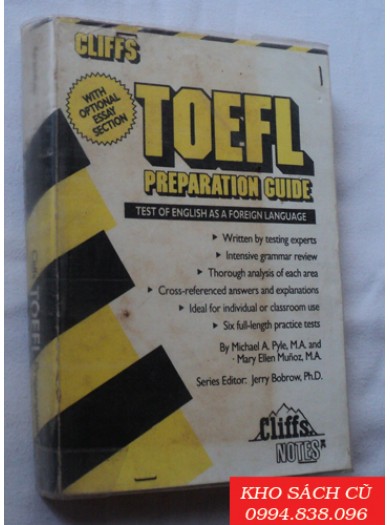 CLIFFS
WITH
OPTIONAL
ESSAY
SECTION
TOEFL
PREPARATION GUIDE
TEST OF ENGLISH AS A FOREIGN LANGUAGE
▶ Written by testing experts
▶ Intensive grammar review
▶ Thorough analysis of each area
▶ Cross-referenced answers and explanations
▶ Ideal for individual or classroom use
▶ Six full-length practice tests
By Michael A. Pyle, M.A. and
Mary Ellen Muñoz, M.A.
Series Editor: Jerry Bobrow, Ph.D.
Cliffs
NOTES
TOEFL
KHO SÁCH CŨ
0994.838.096